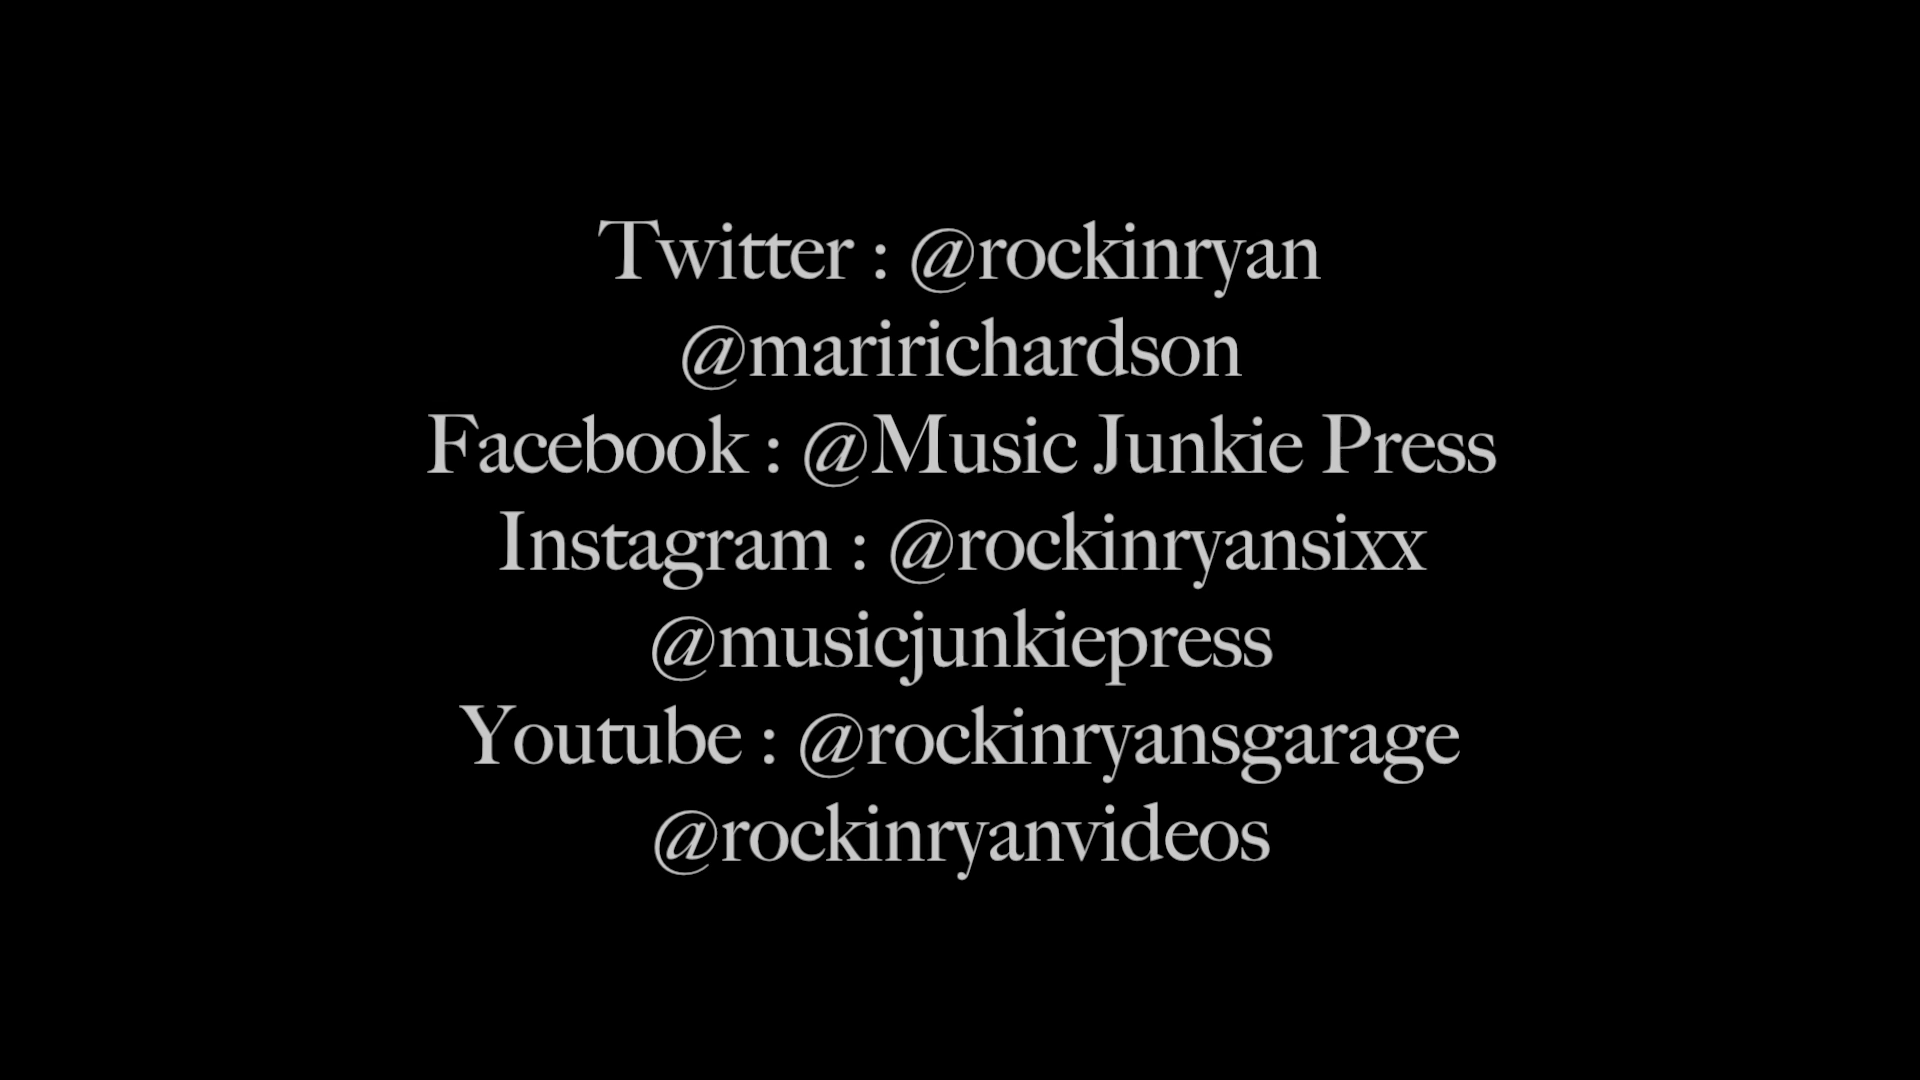 Twitter : @rockinryan
@maririchardson
Facebook : @Music Junkie Press
Instagram : @rockinryansixx
@musicjunkiepress
Youtube : @rockinryansgarage
@rockinryanvideos